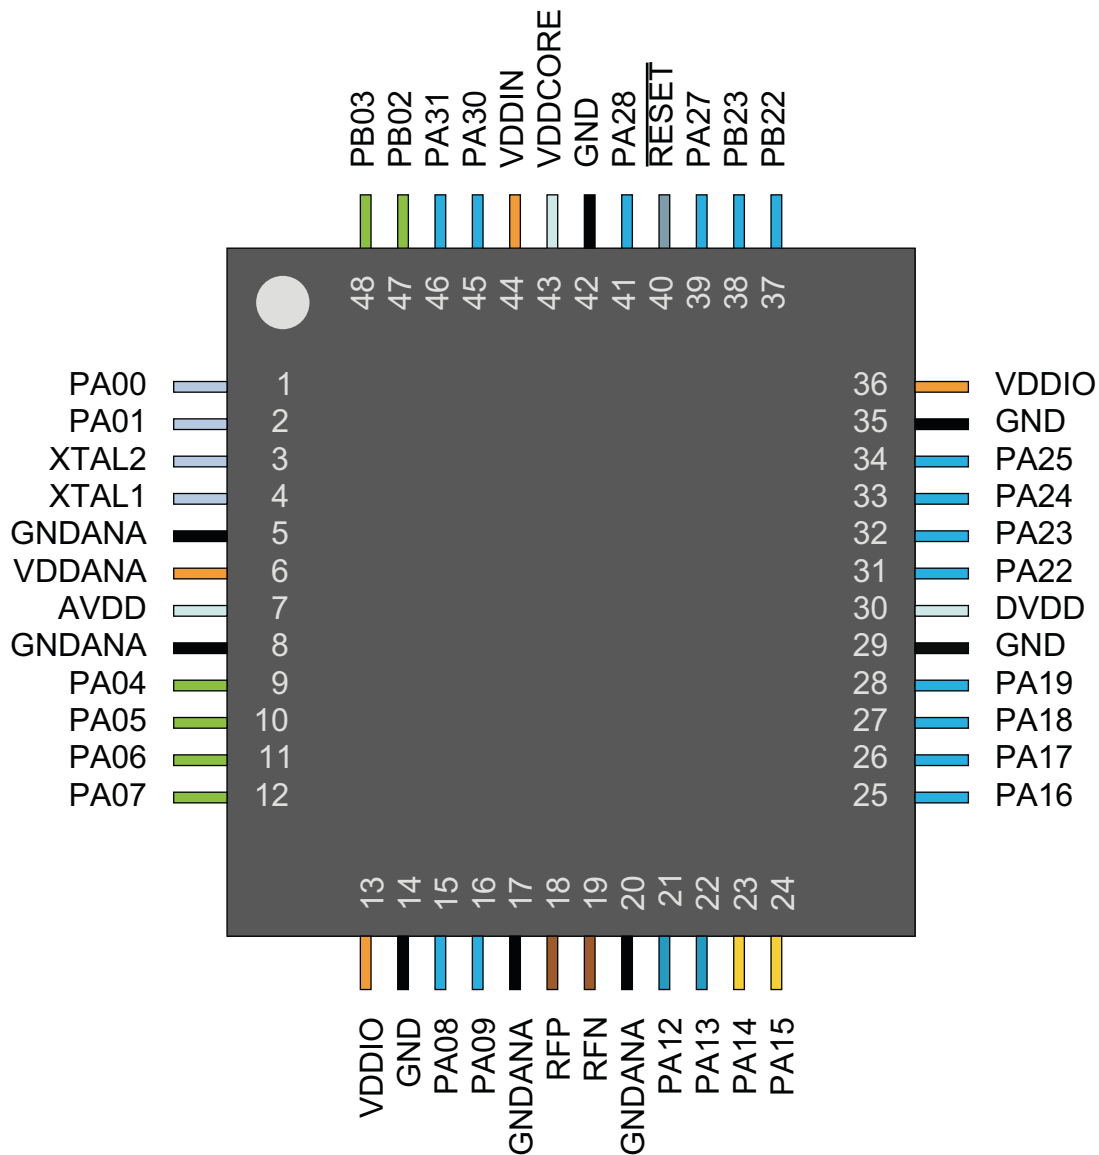 PB03 PB02 PA31 PA30 VDDIN VDDCORE GND PA28 RESET PA27 PB23 PB22
48 47 46 45 44 43 42 41 40 39 38 37
PA00 1 36 VDDIO
PA01 2 35 GND
XTAL2 3 34 PA25
XTAL1 4 33 PA24
GNDANA 5 32 PA23
VDDANA 6 31 PA22
AVDD 7 30 DVDD
GNDANA 8 29 GND
PA04 9 28 PA19
PA05 10 27 PA18
PA06 11 26 PA17
PA07 12 25 PA16
13 14 15 16 17 18 19 20 21 22 23 24
VDDIO GND PA08 PA09 GNDANA RFP RFN GNDANA PA12 PA13 PA14 PA15